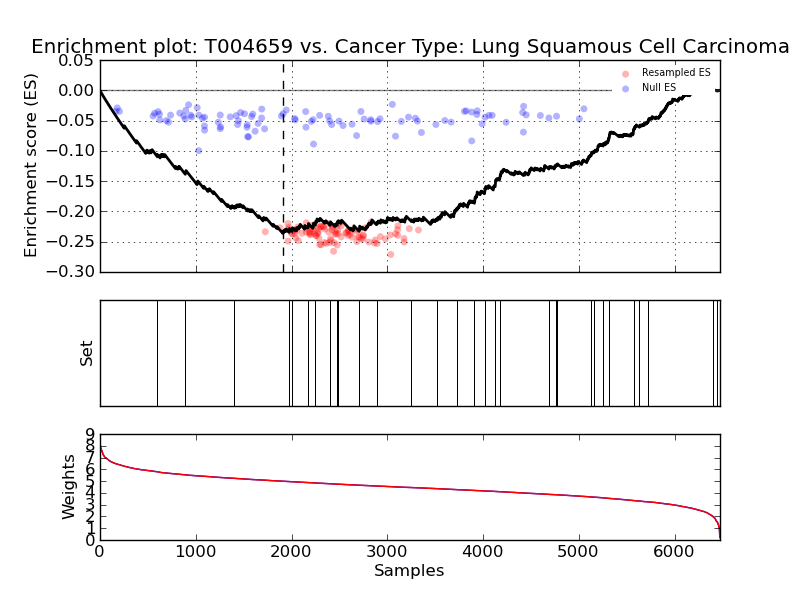 Enrichment plot: T004659 vs. Cancer Type: Lung Squamous Cell Carcinoma
0.05
0.00
−0.05
−0.10
−0.15
−0.20
−0.25
−0.30
Enrichment score (ES)
Resampled ES
Null ES
Set
9
8
7
6
5
4
3
2
1
0
Weights
0 1000 2000 3000 4000 5000 6000
Samples